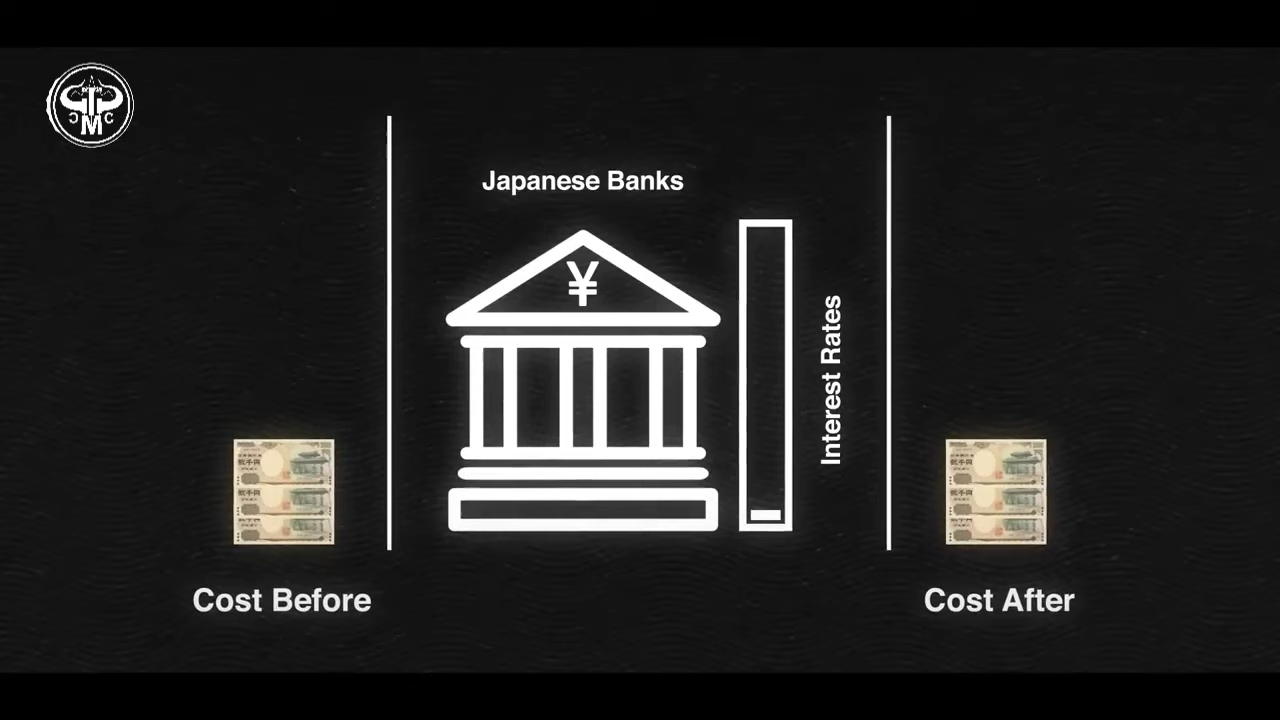 Japanese Banks
¥
Interest Rates
Cost Before
Cost After
M
C